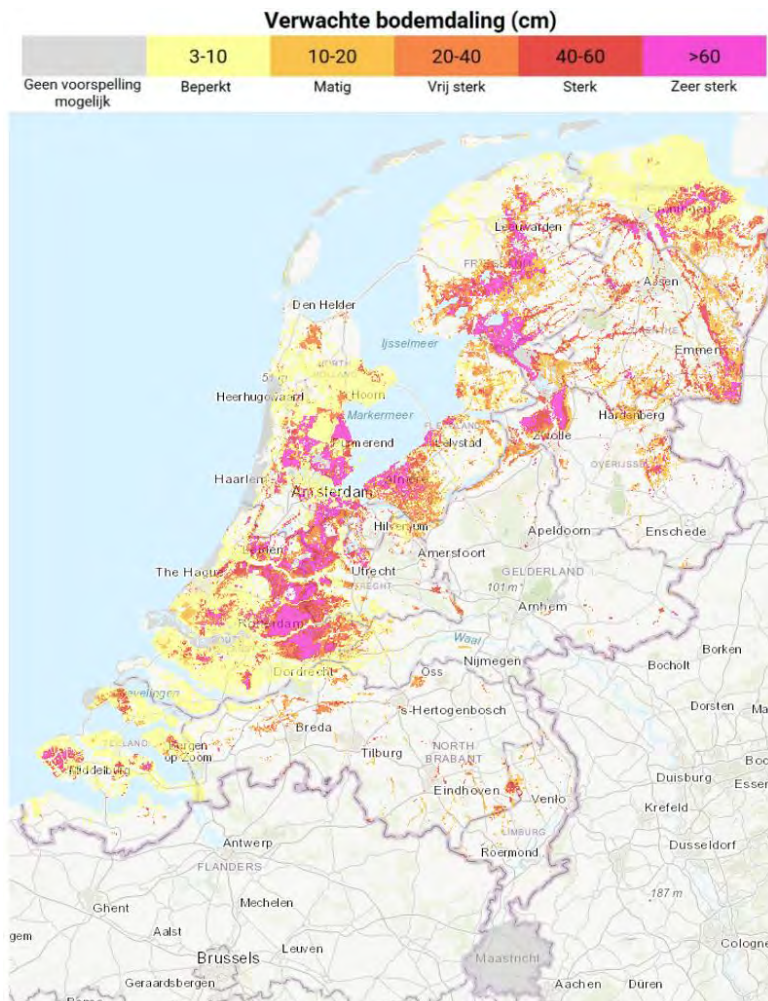 Verwachte bodemdaling (cm)
3-10 10-20 20-40 40-60 >60
Geen voorspelling mogelijk Beperkt Matig Vrij sterk Sterk Zeer sterk
Leeuwarden
Assen
Den Helder
IJsselmeer
Emmen
Heerhugowaard
Hoorn
Markermeer
Hardenberg
Lelystad
Zwolle
Haarlem
Amsterdam
OVERIJSSEL
Hilversum
Enschede
Apeldoorn
Amersfoort
The Hague
Utrecht
GELDERLAND
101 m
Arnhem
Rotterdam
Waal
Borken
Nijmegen
Bocholt
Dordrecht
Oss
Dorsten
's-Hertogenbosch
Breda
Bergen
op Zoom
Tilburg
NORTH
BRABANT
Middelburg
Duisburg
Eindhoven
Venlo
Krefeld
LIMBURG
Antwerp
Roermond
Dusseldorf
FLANDERS
187 m
Mechelen
Ghent
Aalst
Leuven
Brussels
Maastricht
Cologne
Geraardsbergen
Aachen
Düren